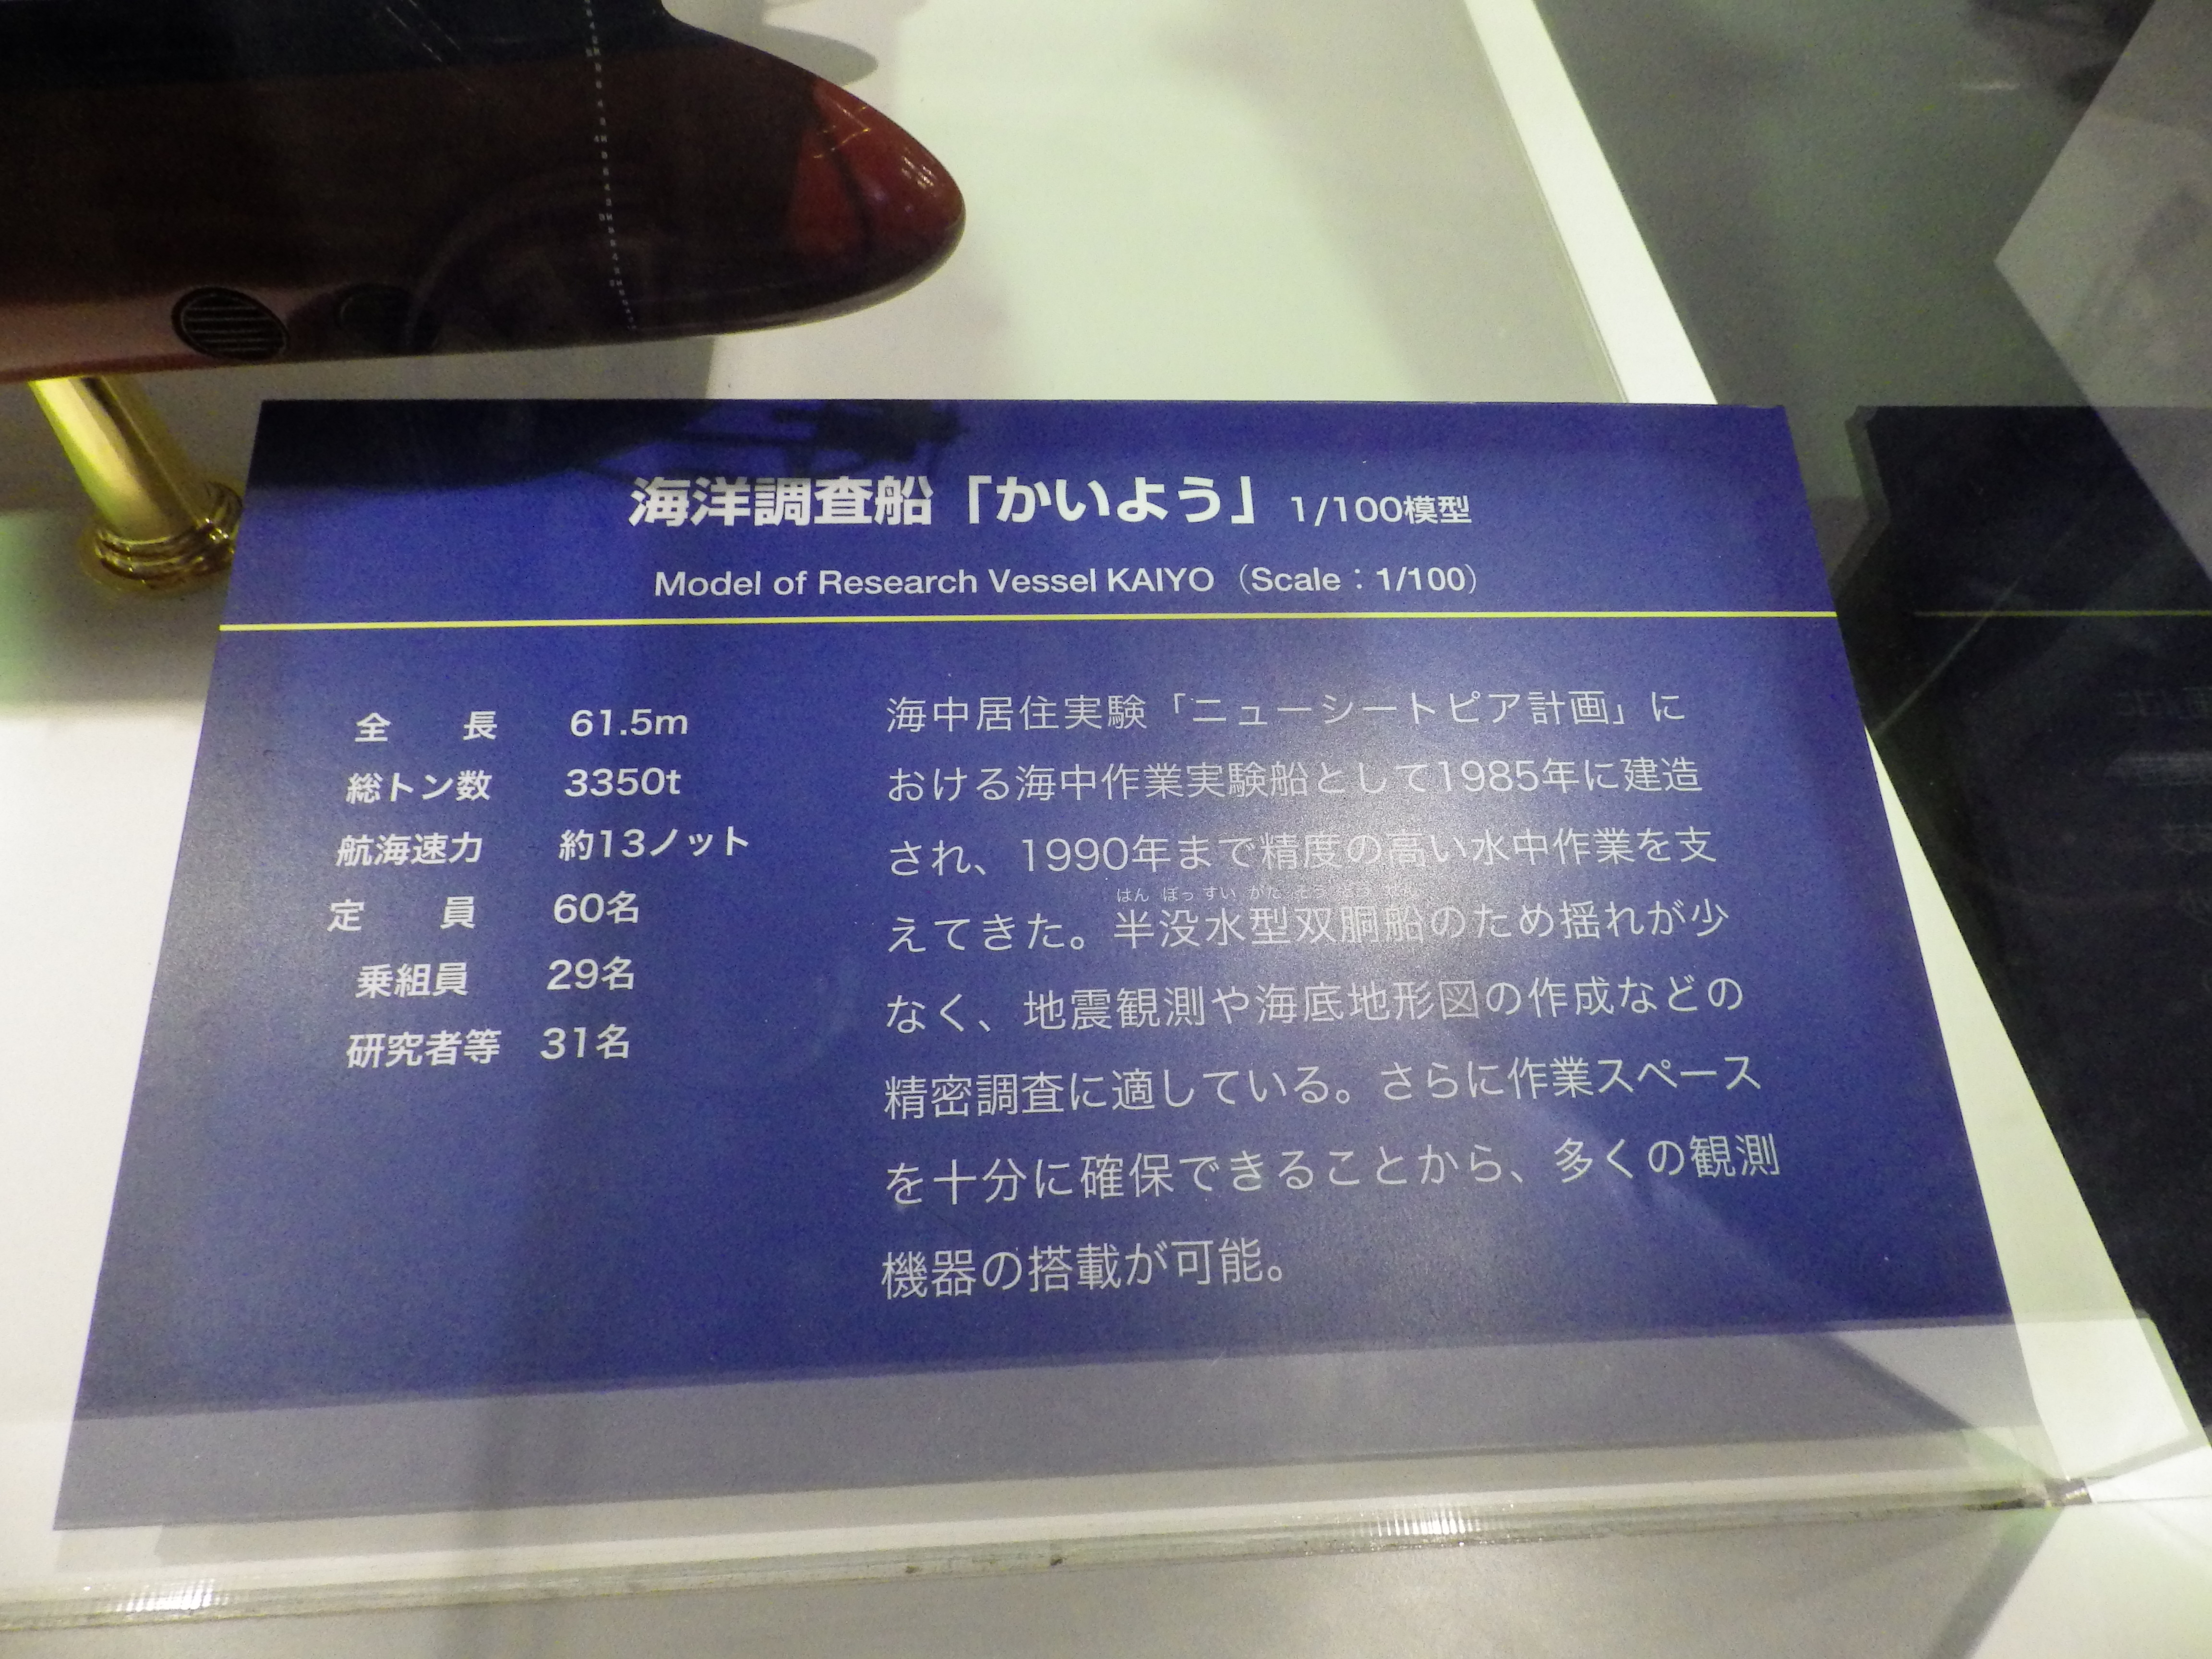 海洋調査船「かいよう」 1/100模型
Model of Research Vessel KAIYO（Scale：1/100）
全　長　61.5m
総トン数　3350t
航海速力　約13ノット
定　員　60名
乗組員　29名
研究者等　31名
海中居住実験「ニューシートピア計画」に
おける海中作業実験船として1985年に建造
され、1990年まで精度の高い水中作業を支
はん ぼっ すい がた そう どう せん
えてきた。半没水型双胴船のため揺れが少
なく、地震観測や海底地形図の作成などの
精密調査に適している。さらに作業スペース
を十分に確保できることから、多くの観測
機器の搭載が可能。